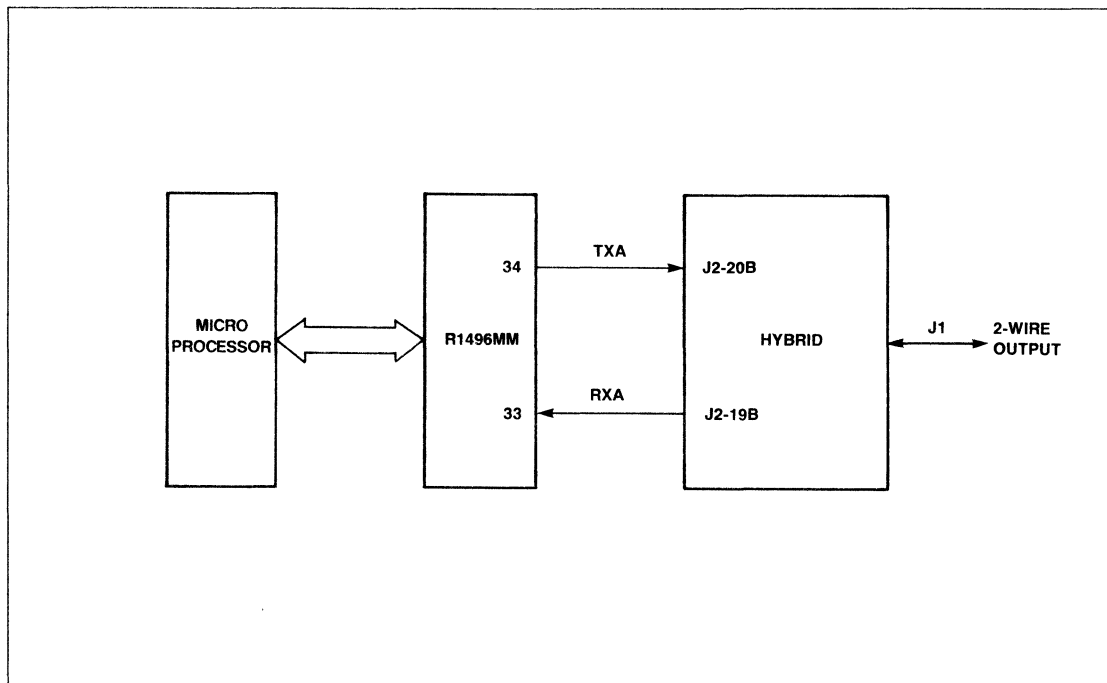 MICRO
PROCESSOR
R1496MM
34
33
TXA
RXA
J2-20B
HYBRID
J2-19B
J1
2-WIRE
OUTPUT